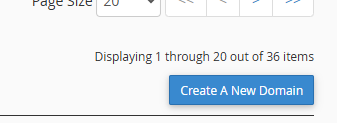 Page Size 20 << < > >>
Displaying 1 through 20 out of 36 items
Create A New Domain